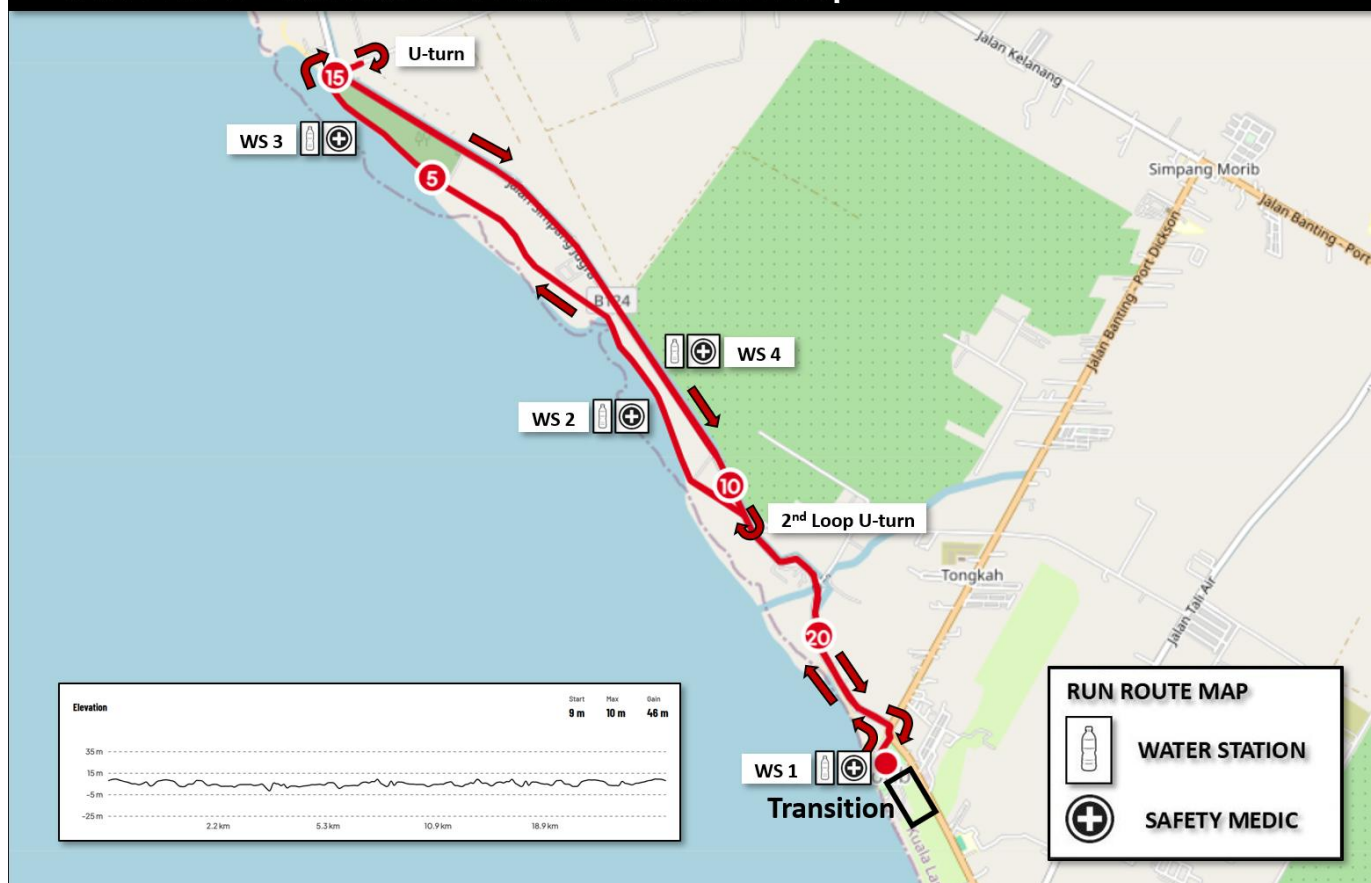 U-turn
15
WS 3
5
Jalan Kelanang
Simpang Morib
Jalan Banting - Port
Jalan Banting - Port Dickson
Jalan Simpang Jugra
B124
WS 4
WS 2
10
2nd Loop U-turn
Tongkah
Jalan Tali Air
20
WS 1
Transition
Elevation
Start Max Gain
9 m 10 m 46 m
35 m
15 m
-5 m
-25 m
2.2 km 5.3 km 10.9 km 18.9 km
RUN ROUTE MAP
WATER STATION
SAFETY MEDIC